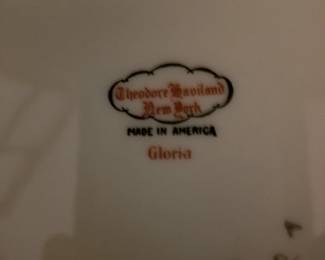 Theodore Haviland
New York
MADE IN AMERICA
Gloria